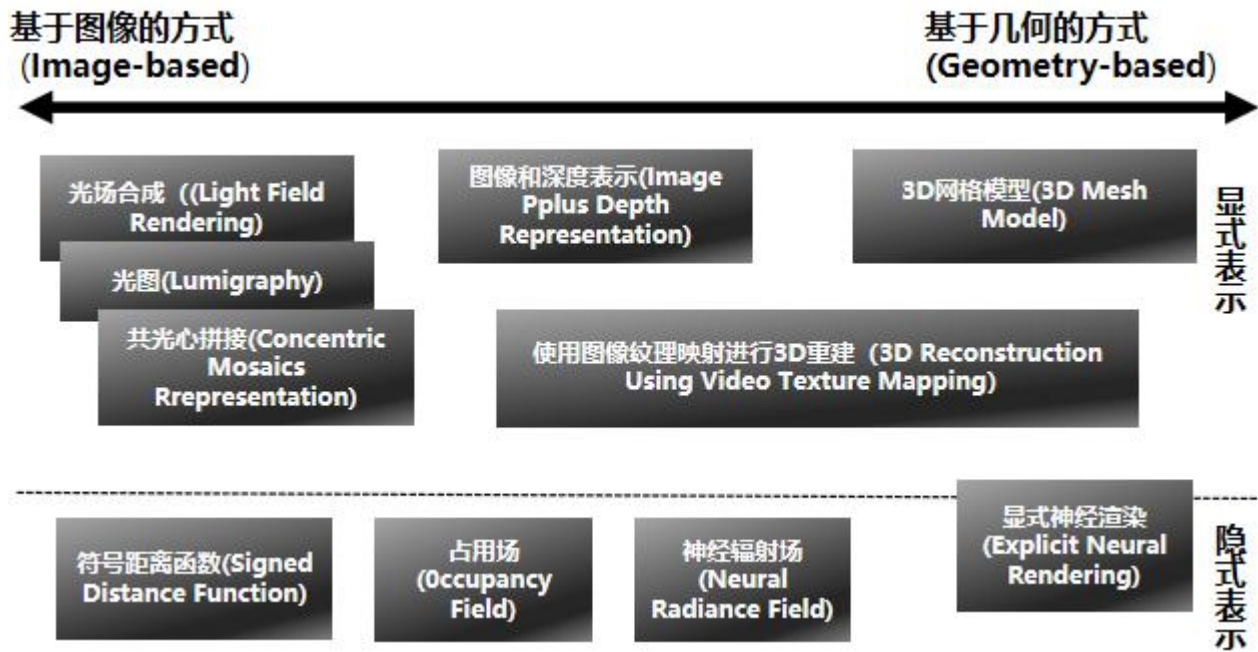 基于图像的方式
(Image-based)
基于几何的方式
(Geometry-based)
光场合成（(Light Field
Rendering)
光图(Lumigraphy)
共光心拼接(Concentric
Mosaics
Rrepresentation)
图像和深度表示(Image
Pplus Depth
Representation)
3D网格模型(3D Mesh
Model)
使用图像纹理映射进行3D重建（3D Reconstruction
Using Video Texture Mapping）
显式表示
符号距离函数(Signed
Distance Function)
占用场
(0ccupancy
Field)
神经辐射场
(Neural
Radiance Field)
显式神经渲染
(Explicit Neural
Rendering)
隐式表示